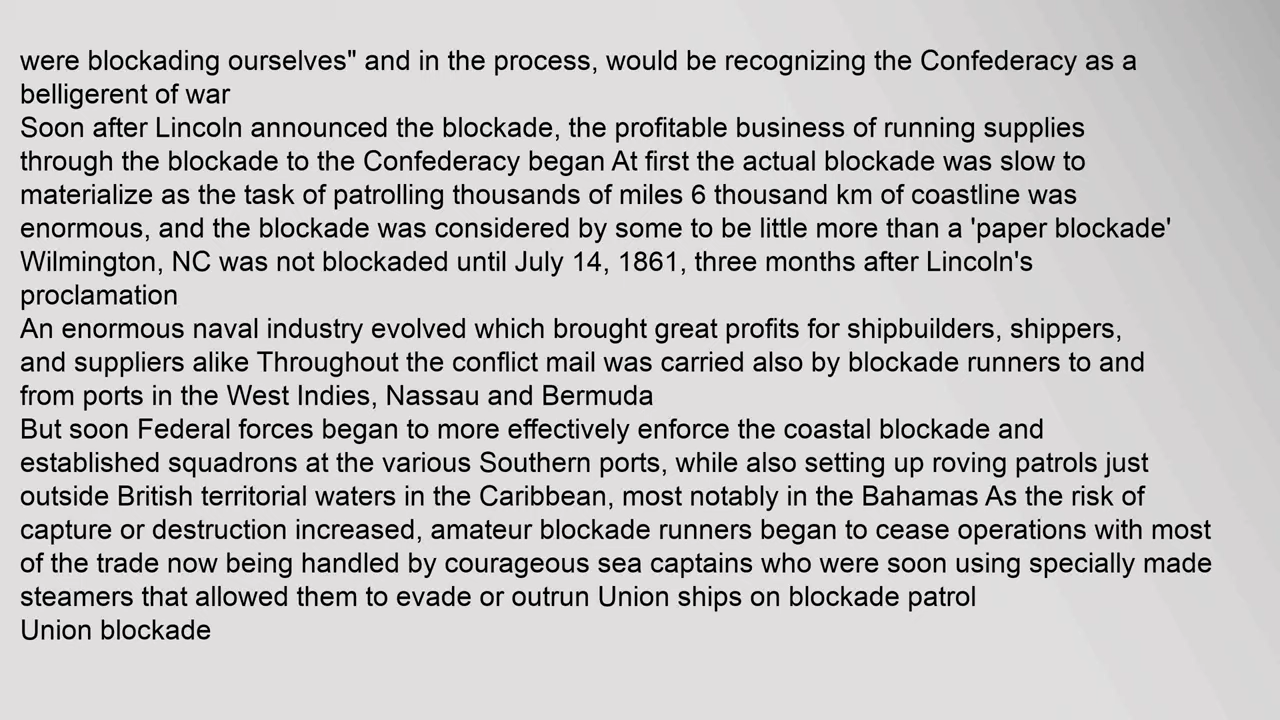 were blockading ourselves" and in the process, would be recognizing the Confederacy as a
belligerent of war
Soon after Lincoln announced the blockade, the profitable business of running supplies
through the blockade to the Confederacy began At first the actual blockade was slow to
materialize as the task of patrolling thousands of miles 6 thousand km of coastline was
enormous, and the blockade was considered by some to be little more than a 'paper blockade'
Wilmington, NC was not blockaded until July 14, 1861, three months after Lincoln's
proclamation
An enormous naval industry evolved which brought great profits for shipbuilders, shippers,
and suppliers alike Throughout the conflict mail was carried also by blockade runners to and
from ports in the West Indies, Nassau and Bermuda
But soon Federal forces began to more effectively enforce the coastal blockade and
established squadrons at the various Southern ports, while also setting up roving patrols just
outside British territorial waters in the Caribbean, most notably in the Bahamas As the risk of
capture or destruction increased, amateur blockade runners began to cease operations with most
of the trade now being handled by courageous sea captains who were soon using specially made
steamers that allowed them to evade or outrun Union ships on blockade patrol
Union blockade